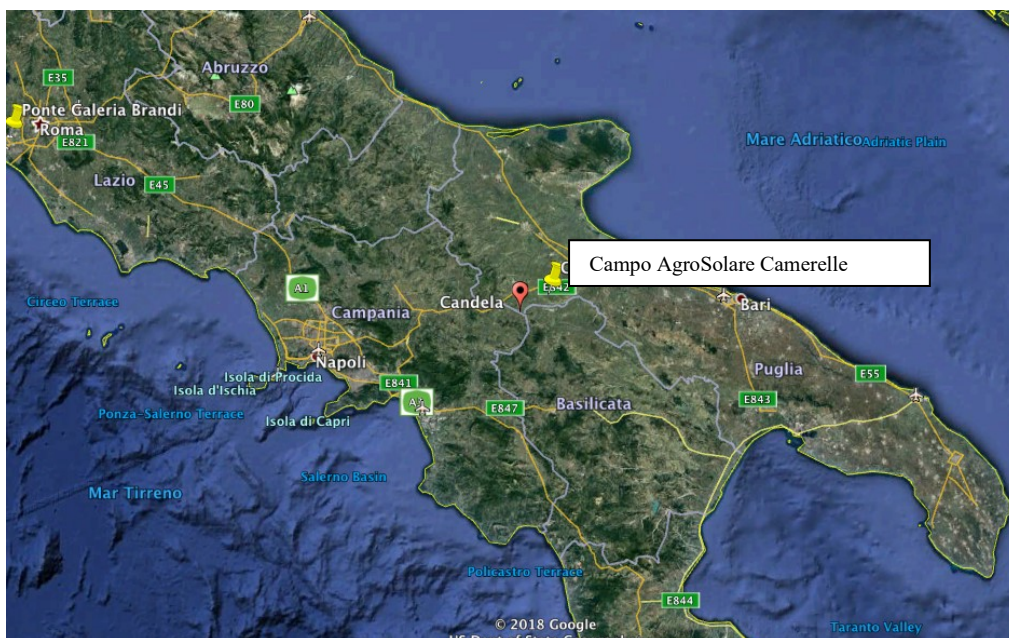 Abruzzo
E35
E80
Ponte Galeria Brandi
Roma
E821
Mare Adriatico
Adriatic Plain
Lazio
E45
Campo AgroSolare Camerelle
C
E842
A1
Circeo Terrace
Candela
Campania
Bari
Napoli
Puglia
Isola di Procida
Isola d'Ischia
E841
E55
Ponza-Salerno Terrace
Isola di Capri
E847
Basilicata
E843
Salerno Basin
Mar Tirreno
Policastro Terrace
E844
© 2018 Google
Taranto Valley